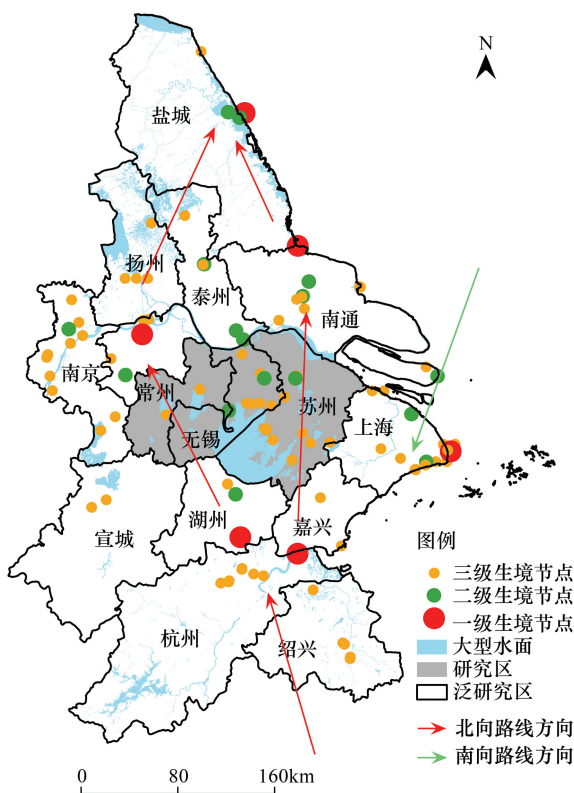 N
盐城
扬州
泰州
南通
南京
常州
苏州
上海
无锡
湖州
嘉兴
宣城
杭州
绍兴
图例
三级生境节点
二级生境节点
一级生境节点
大型水面
研究区
泛研究区
北向路线方向
南向路线方向
0 80 160km